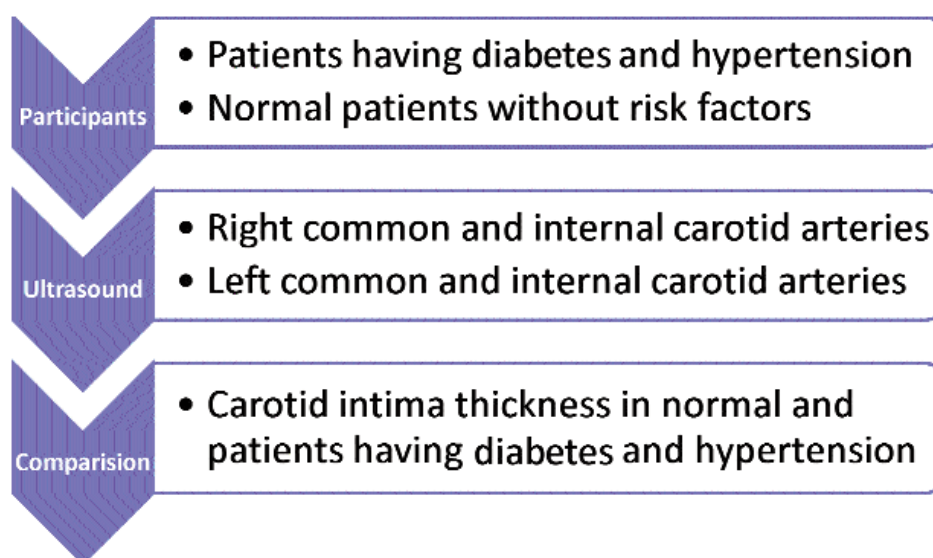 Participants
• Patients having diabetes and hypertension
• Normal patients without risk factors
Ultrasound
• Right common and internal carotid arteries
• Left common and internal carotid arteries
Comparision
• Carotid intima thickness in normal and
patients having diabetes and hypertension